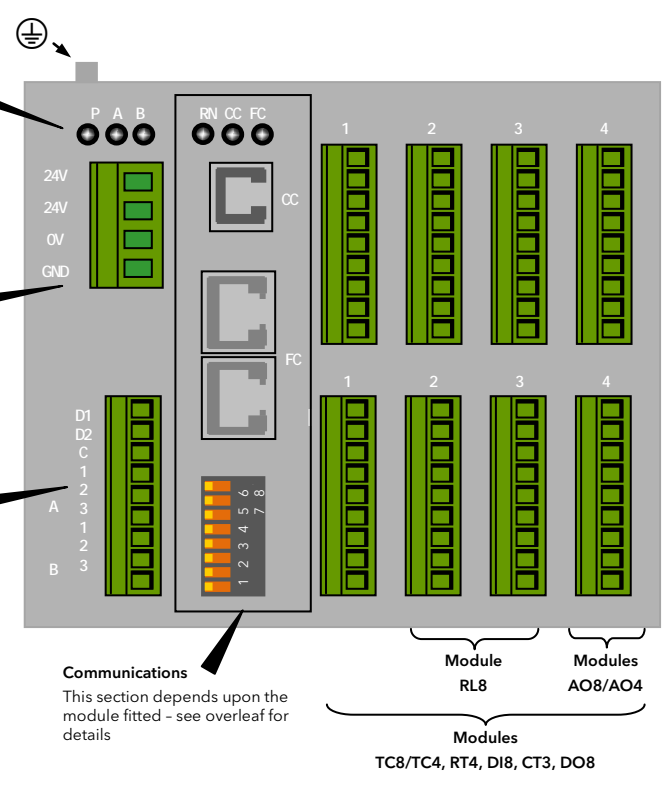 P A B
RN CC FC
1 2 3 4
24V
24V
0V
GND
CC
FC
1 2 3 4
D1
D2
C
1
2
A 3
1
2
B 3
1 2 3 4 5 6 7 8
Communications
This section depends upon the
module fitted – see overleaf for
details
Module
RL8
Modules
AO8/AO4
Modules
TC8/TC4, RT4, DI8, CT3, DO8